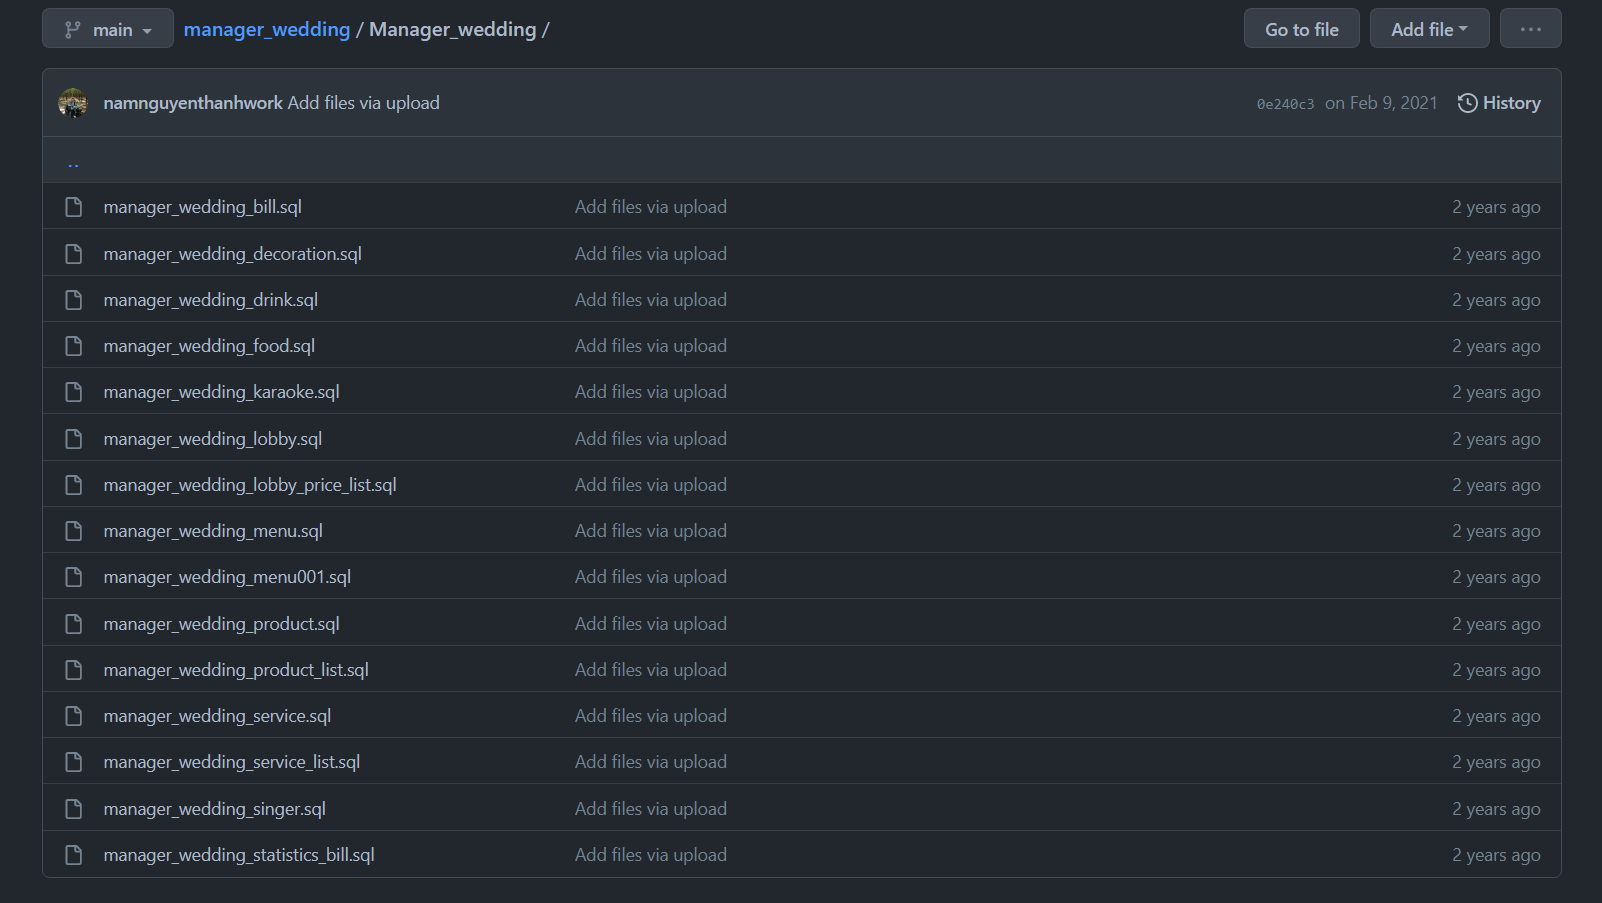 main manager_wedding / Manager_wedding / Go to file Add file ...
namnguyenthanhwork Add files via upload 0e240c3 on Feb 9, 2021 History
..
manager_wedding_bill.sql Add files via upload 2 years ago
manager_wedding_decoration.sql Add files via upload 2 years ago
manager_wedding_drink.sql Add files via upload 2 years ago
manager_wedding_food.sql Add files via upload 2 years ago
manager_wedding_karaoke.sql Add files via upload 2 years ago
manager_wedding_lobby.sql Add files via upload 2 years ago
manager_wedding_lobby_price_list.sql Add files via upload 2 years ago
manager_wedding_menu.sql Add files via upload 2 years ago
manager_wedding_menu001.sql Add files via upload 2 years ago
manager_wedding_product.sql Add files via upload 2 years ago
manager_wedding_product_list.sql Add files via upload 2 years ago
manager_wedding_service.sql Add files via upload 2 years ago
manager_wedding_service_list.sql Add files via upload 2 years ago
manager_wedding_singer.sql Add files via upload 2 years ago
manager_wedding_statistics_bill.sql Add files via upload 2 years ago